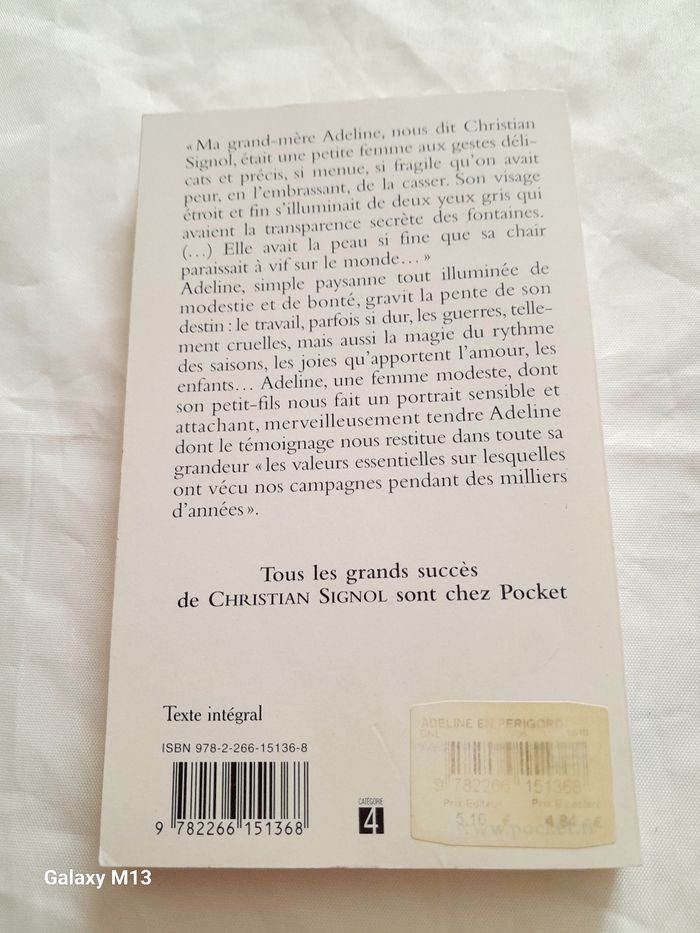 « Ma grand-mère Adeline, nous dit Christian
Signol, était une petite femme aux gestes déli-
cats et précis, si menue, si fragile qu'on avait
peur, en l'embrassant, de la casser. Son visage
étroit et fin s'illuminait de deux yeux gris qui
avaient la transparence secrète des fontaines.
(…) Elle avait la peau si fine que sa chair
paraissait à vif sur le monde… »
Adeline, simple paysanne tout illuminée de
modestie et de bonté, gravit la pente de son
destin : le travail, parfois si dur, les guerres, telle-
ment cruelles, mais aussi la magie du rythme
des saisons, les joies qu'apportent l'amour, les
enfants… Adeline, une femme modeste, dont
son petit-fils nous fait un portrait sensible et
attachant, merveilleusement tendre Adeline
dont le témoignage nous restitue dans toute sa
grandeur « les valeurs essentielles sur lesquelles
ont vécu nos campagnes pendant des milliers
d'années ».
Tous les grands succès
de CHRISTIAN SIGNOL sont chez Pocket
Texte intégral
ISBN 978-2-266-15136-8
9 782266 151368
CATÉGORIE
4
ADELINE EN PERIGORD
9 782266 151368
Prix Editeur Prix E.Leclerc
5.10 € 4.84 €
www.pocket.fr
Galaxy M13